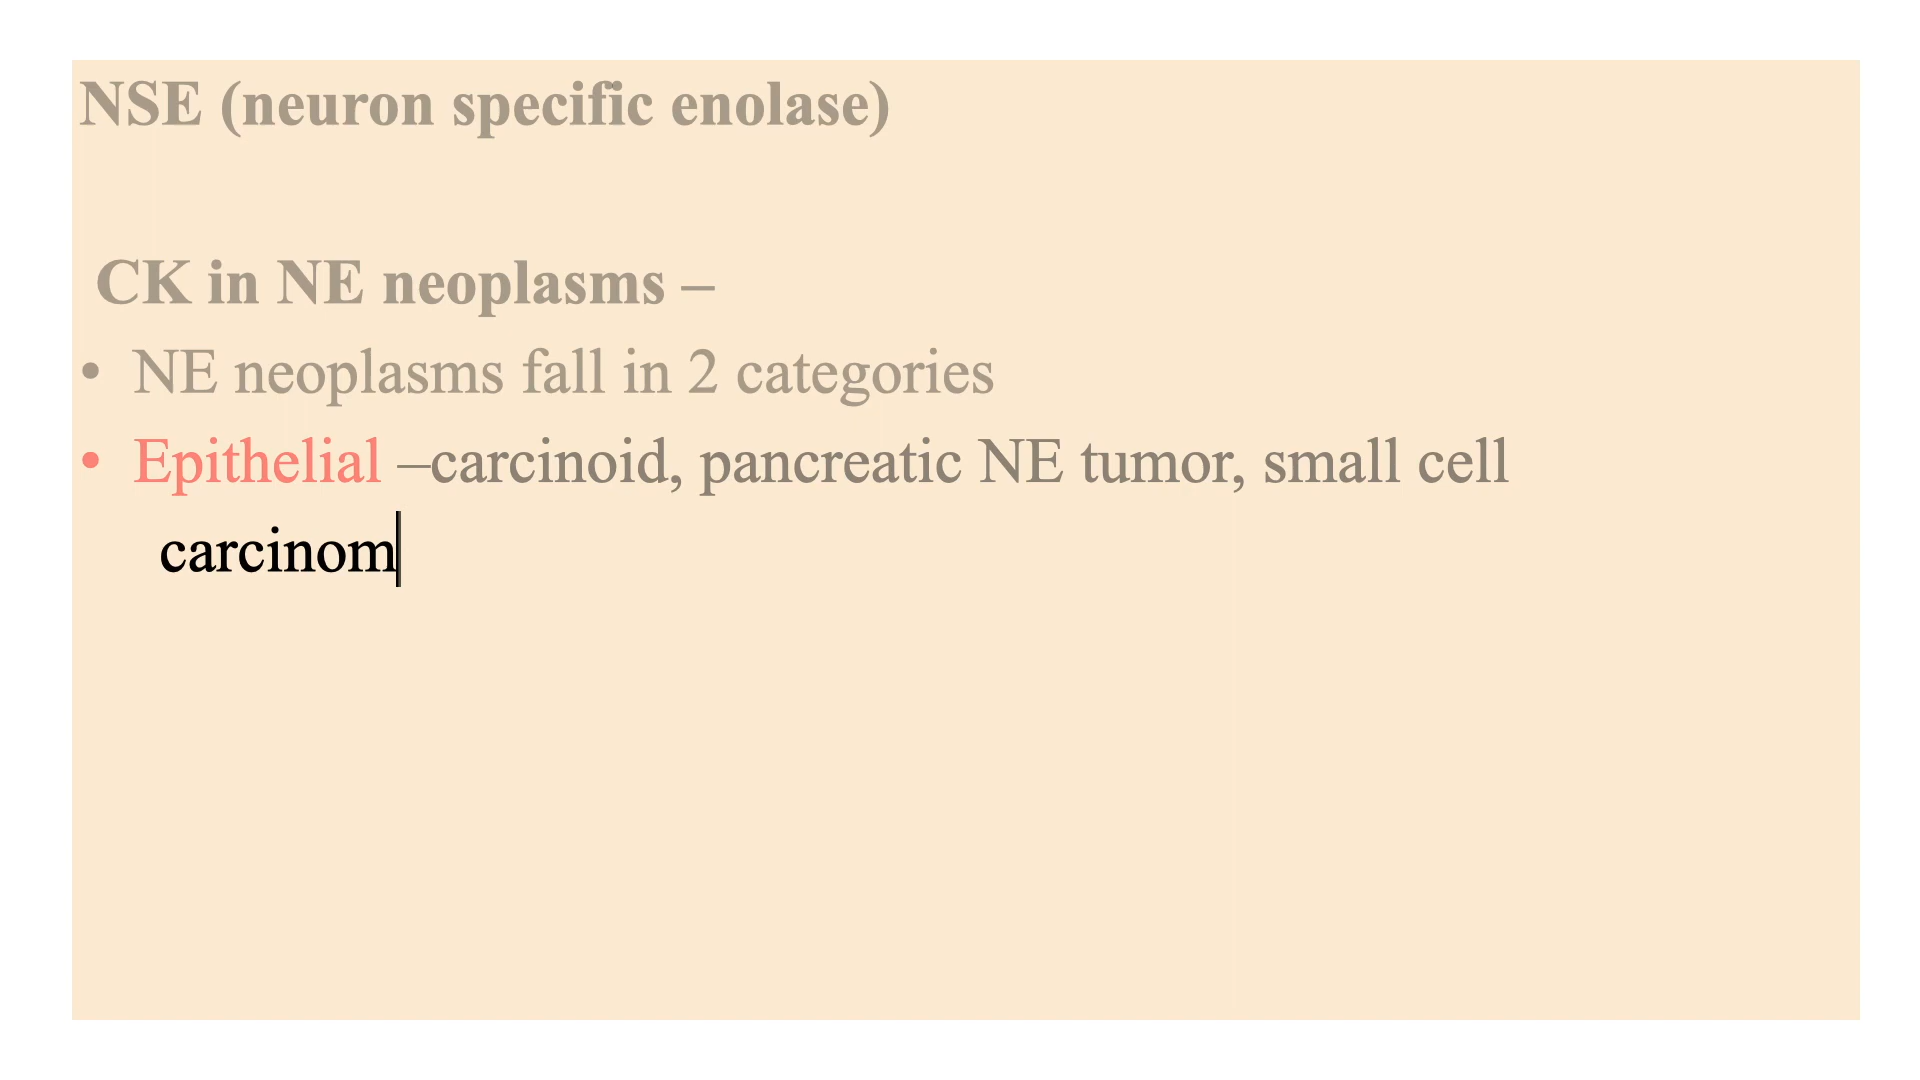 NSE (neuron specific enolase)
CK in NE neoplasms –
• NE neoplasms fall in 2 categories
• Epithelial –carcinoid, pancreatic NE tumor, small cell
carcinom